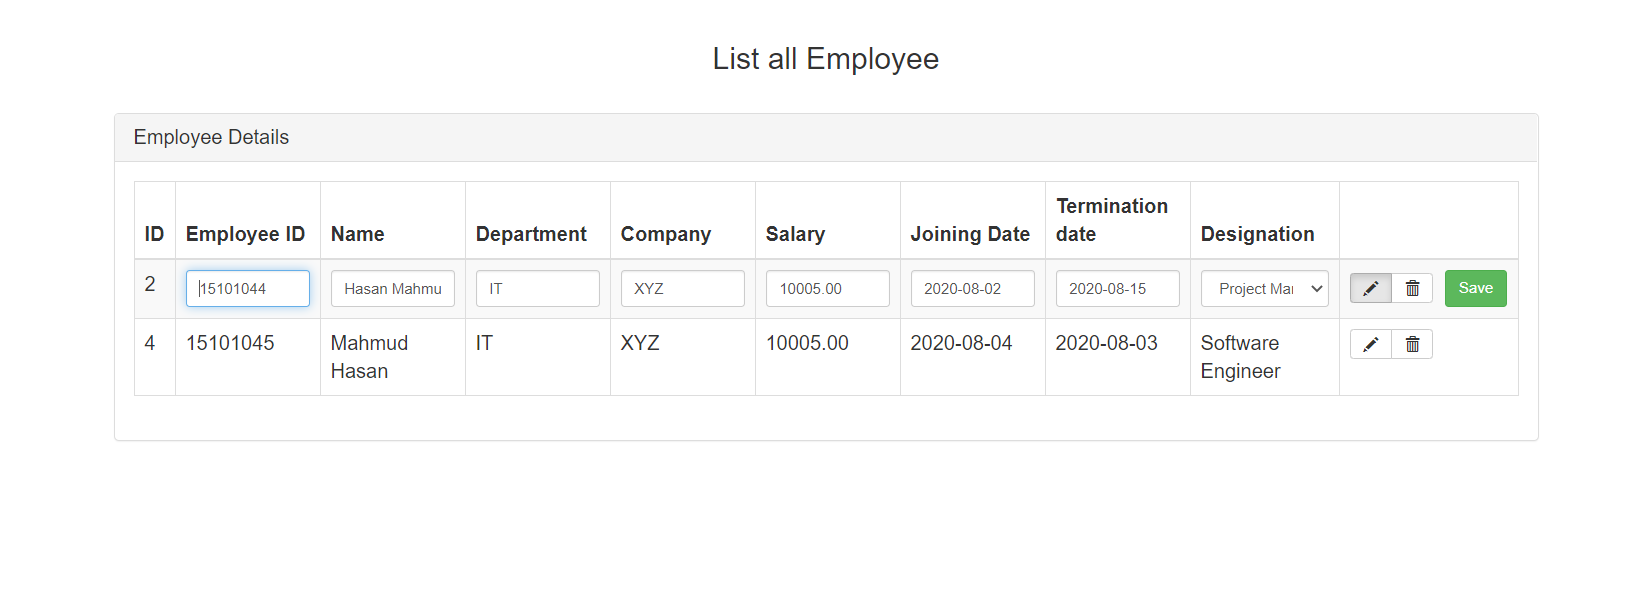 List all Employee
Employee Details
ID Employee ID Name Department Company Salary Joining Date Termination date Designation
2 15101044 Hasan Mahmu IT XYZ 10005.00 2020-08-02 2020-08-15 Project Mai Save
4 15101045 Mahmud Hasan IT XYZ 10005.00 2020-08-04 2020-08-03 Software Engineer